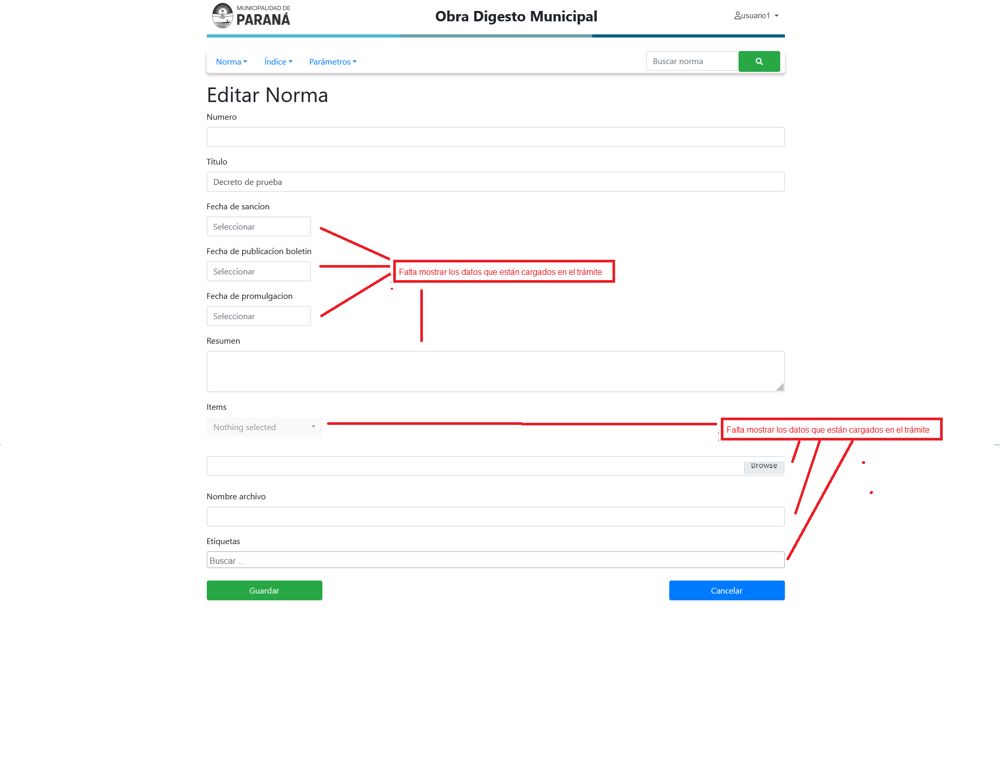 MUNICIPALIDAD DE
PARANÁ
Obra Digesto Municipal
usuario1
Norma
Índice
Parámetros
Buscar norma
Editar Norma
Numero
Titulo
Decreto de prueba
Fecha de sancion
Seleccionar
Fecha de publicacion boletin
Seleccionar
Falta mostrar los datos que están cargados en el trámite
Fecha de promulgacion
Seleccionar
Resumen
Items
Nothing selected
Falta mostrar los datos que están cargados en el trámite
Browse
Nombre archivo
Etiquetas
Buscar ...
Guardar
Cancelar